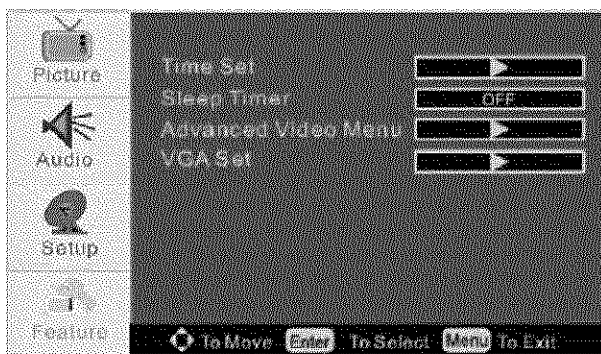 Picture
Audio
Setup
Feature
Time Set
Sleep Timer
OFF
Advanced Video Menu
VGA Set
To Move Enter To Select Menu To Exit